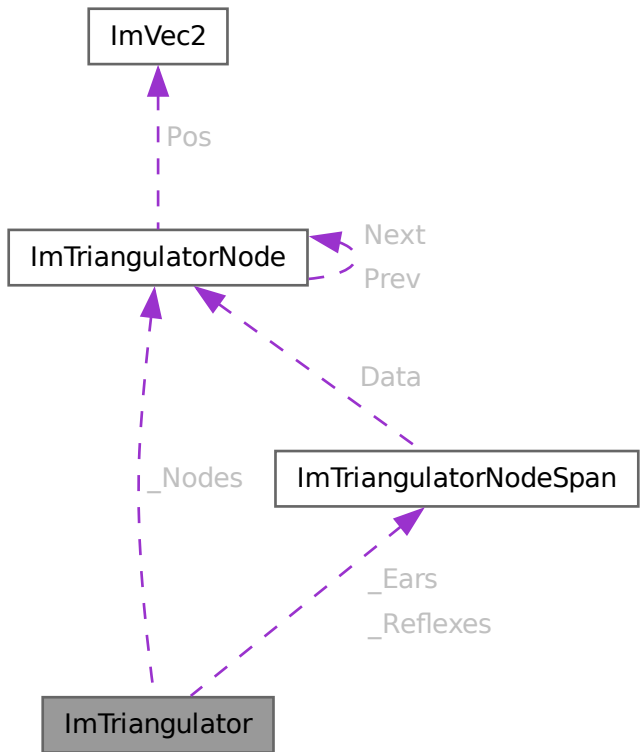 ImVec2
Pos
ImTriangulatorNode
Next
Prev
Data
_Nodes
ImTriangulatorNodeSpan
_Ears
_Reflexes
ImTriangulator